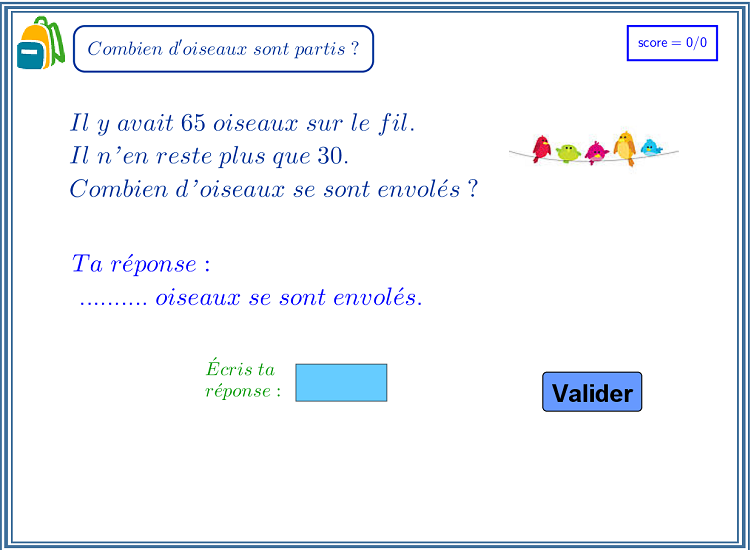 Combien d'oiseaux sont partis ?
score = 0/0
Il y avait 65 oiseaux sur le fil.
Il n'en reste plus que 30.
Combien d'oiseaux se sont envolés ?
Ta réponse :
.......... oiseaux se sont envolés.
Écris ta
réponse :
Valider